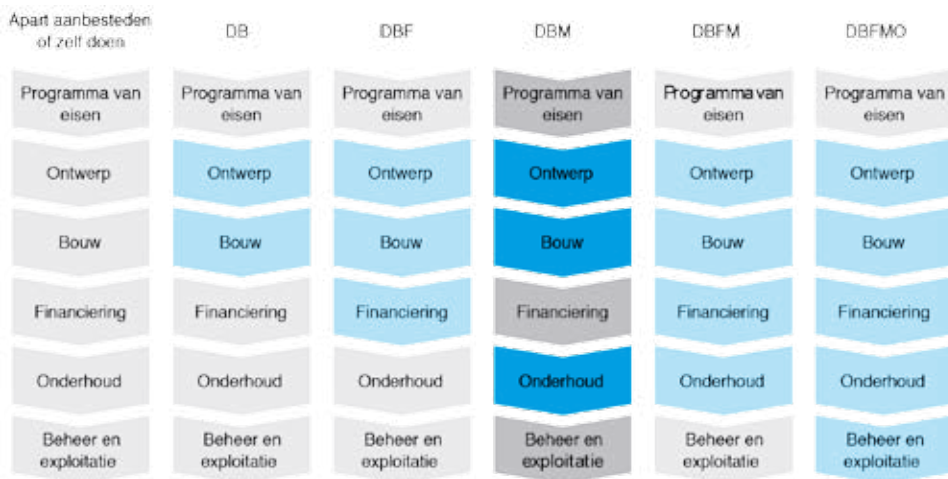 Apart aanbesteden
of zelf doen
DB
DBF
DBM
DBFM
DBFMO
Programma van
eisen
Programma van
eisen
Programma van
eisen
Programma van
eisen
Programma van
eisen
Programma van
eisen
Ontwerp
Ontwerp
Ontwerp
Ontwerp
Ontwerp
Ontwerp
Bouw
Bouw
Bouw
Bouw
Bouw
Bouw
Financiering
Financiering
Financiering
Financiering
Financiering
Financiering
Onderhoud
Onderhoud
Onderhoud
Onderhoud
Onderhoud
Onderhoud
Beheer en
exploitatie
Beheer en
exploitatie
Beheer en
exploitatie
Beheer en
exploitatie
Beheer en
exploitatie
Beheer en
exploitatie